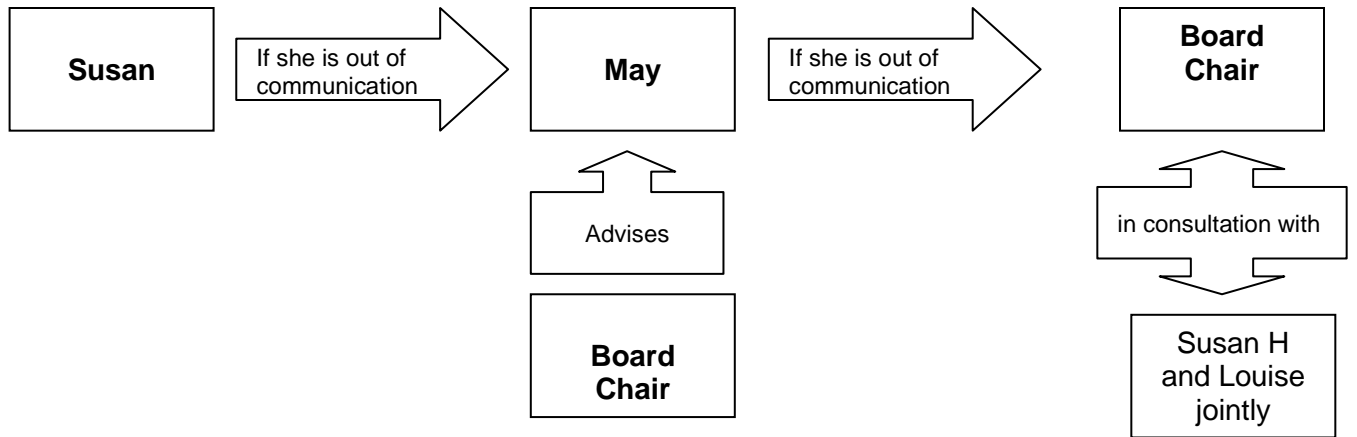 Susan
If she is out of
communication
May
If she is out of
communication
Board
Chair
Advises
Board
Chair
in consultation with
Susan H
and Louise
jointly